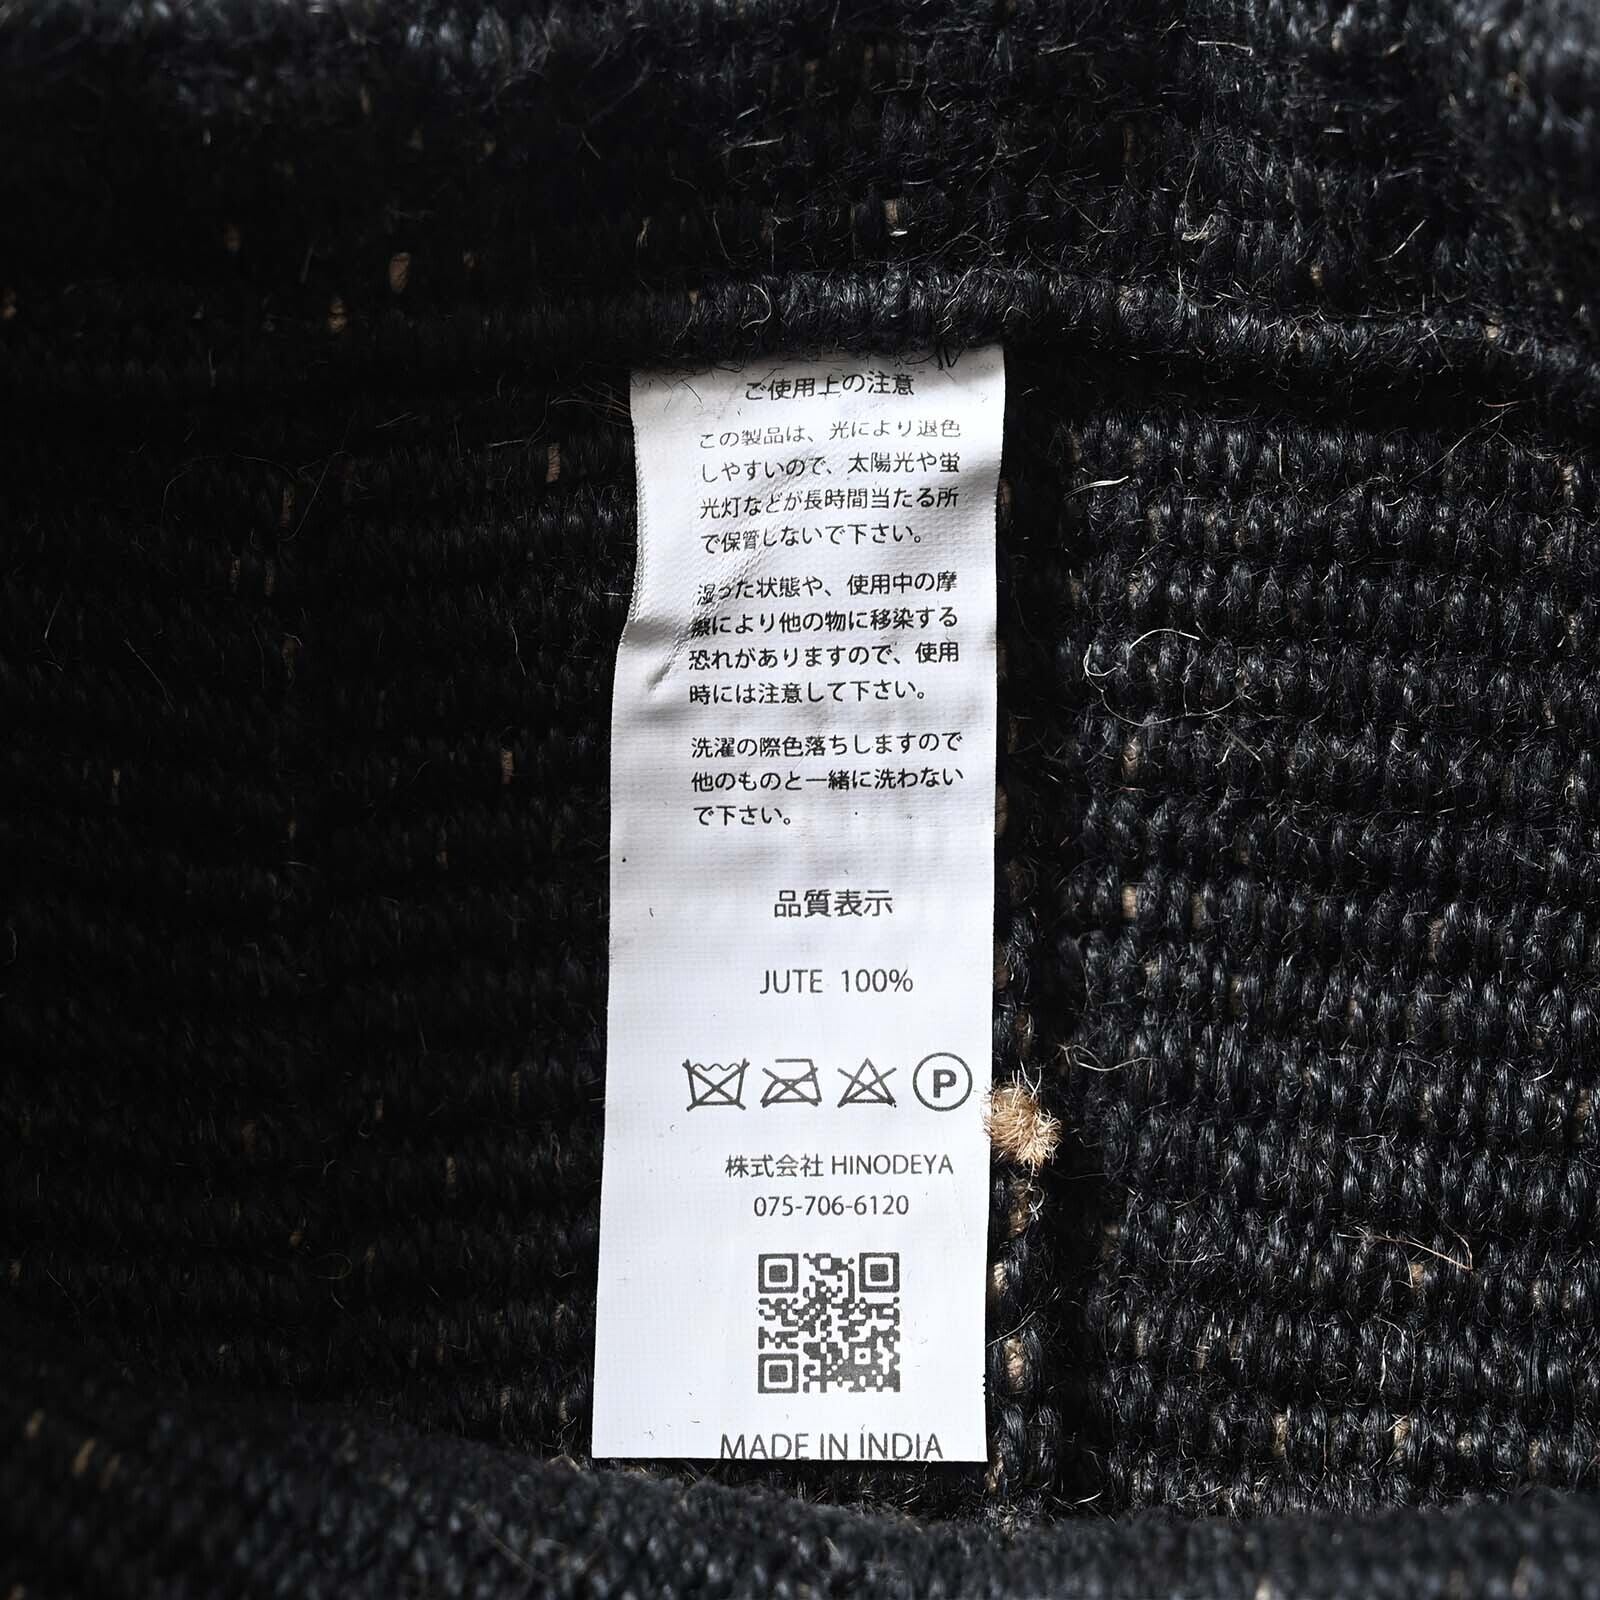 ご使用上の注意
この製品は、光により退色
しやすいので、太陽光や蛍
光灯などが長時間当たる所
で保管しないで下さい。
湿った状態や、使用中の摩
擦により他の物に移染する
恐れがありますので、使用
時には注意して下さい。
洗濯の際色落ちしますので
他のものと一緒に洗わない
で下さい。
品質表示
JUTE 100%
P
株式会社 HINODEYA
075-706-6120
MADE IN INDIA